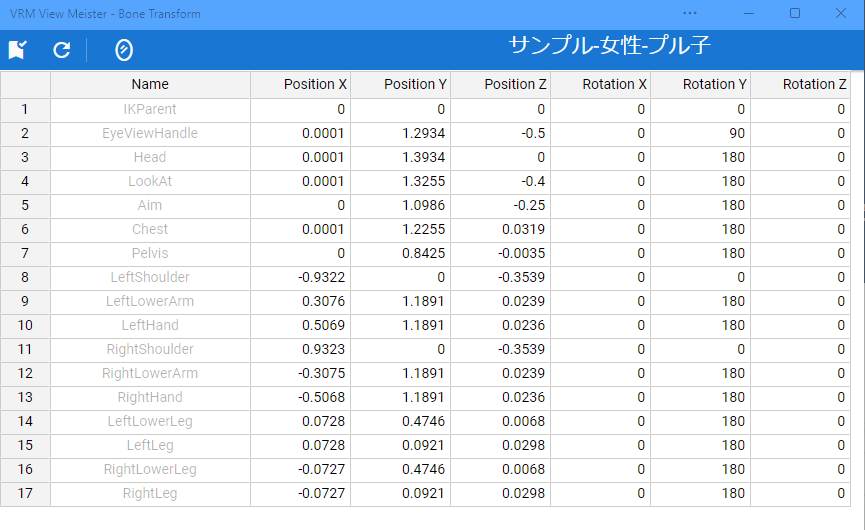 VRM View Meister - Bone Transform
サンプル-女性-プル子
Name Position X Position Y Position Z Rotation X Rotation Y Rotation Z
1 IKParent 0 0 0 0 0 0
2 EyeViewHandle 0.0001 1.2934 -0.5 0 90 0
3 Head 0.0001 1.3934 0 0 180 0
4 LookAt 0.0001 1.3255 -0.4 0 180 0
5 Aim 0 1.0986 -0.25 0 180 0
6 Chest 0.0001 1.2255 0.0319 0 180 0
7 Pelvis 0 0.8425 -0.0035 0 180 0
8 LeftShoulder -0.9322 0 -0.3539 0 0 0
9 LeftLowerArm 0.3076 1.1891 0.0239 0 180 0
10 LeftHand 0.5069 1.1891 0.0236 0 180 0
11 RightShoulder 0.9323 0 -0.3539 0 0 0
12 RightLowerArm -0.3075 1.1891 0.0239 0 180 0
13 RightHand -0.5068 1.1891 0.0236 0 180 0
14 LeftLowerLeg 0.0728 0.4746 0.0068 0 180 0
15 LeftLeg 0.0728 0.0921 0.0298 0 180 0
16 RightLowerLeg -0.0727 0.4746 0.0068 0 180 0
17 RightLeg -0.0727 0.0921 0.0298 0 180 0